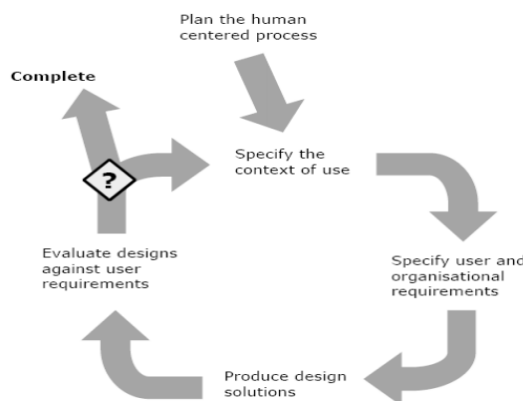 Plan the human
centered process
Complete
?
Specify the
context of use
Evaluate designs
against user
requirements
Specify user and
organisational
requirements
Produce design
solutions